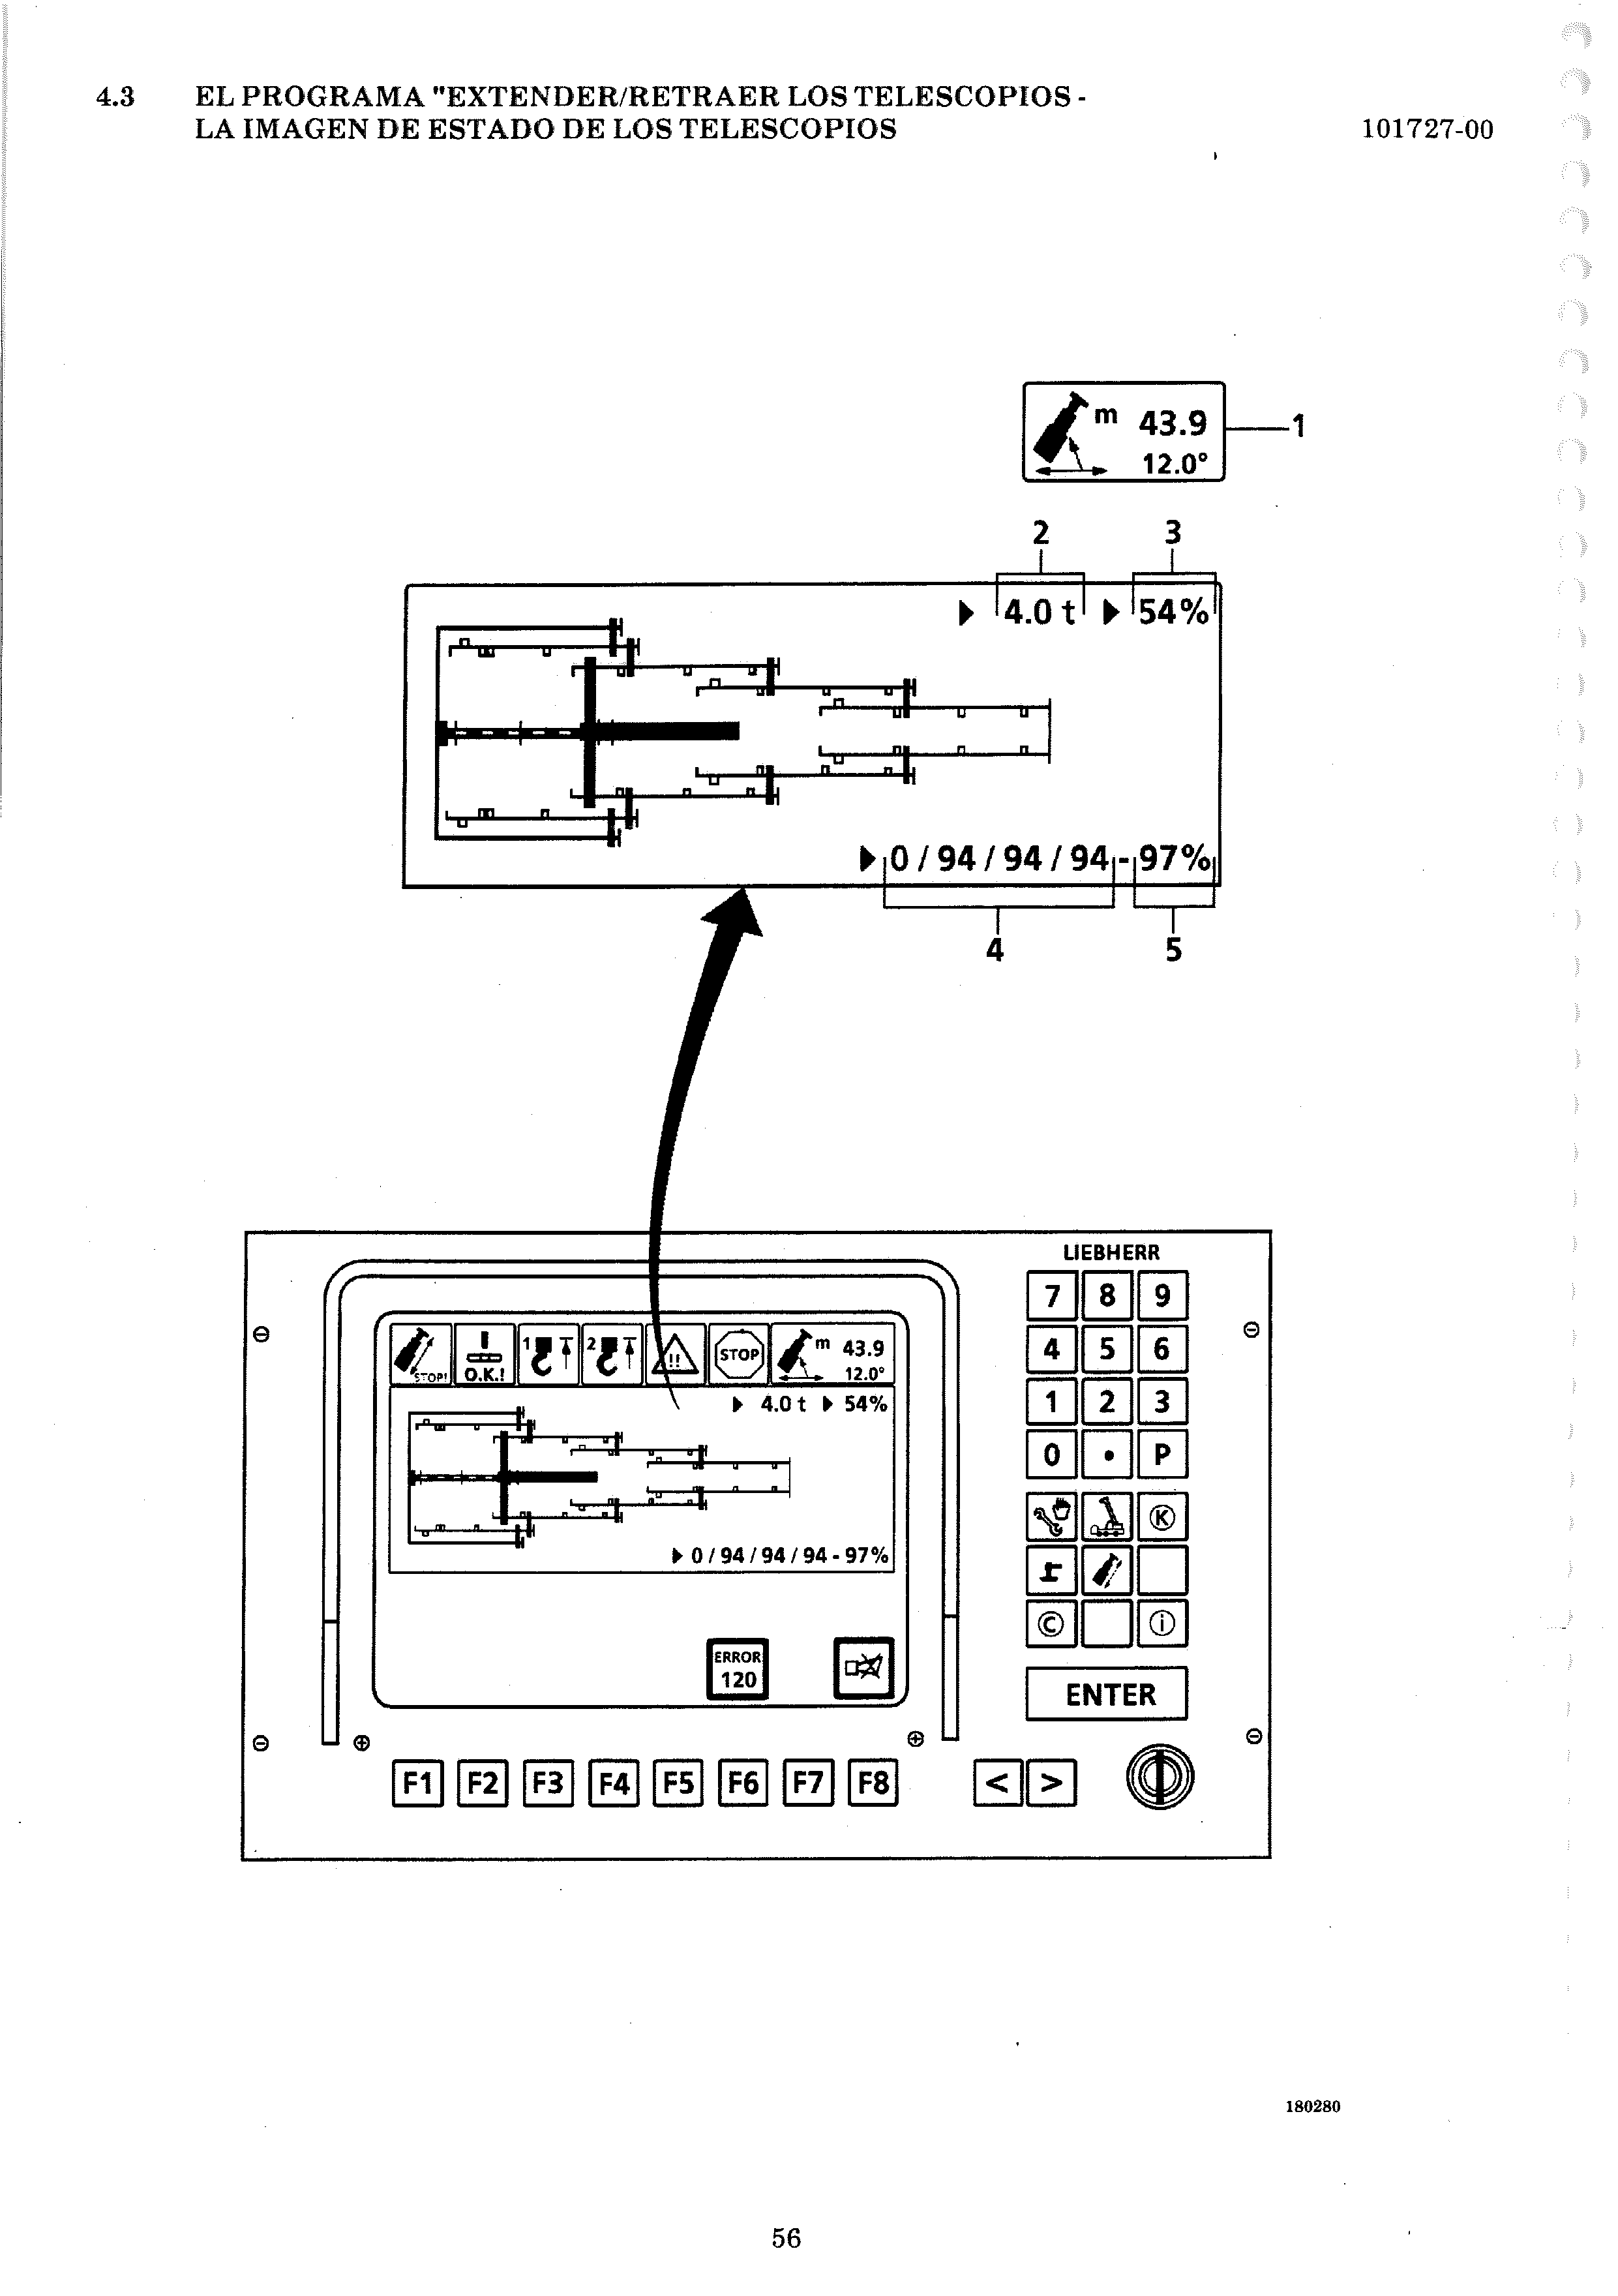 4.3 EL PROGRAMA "EXTENDER/RETRAER LOS TELESCOPIOS -
LA IMAGEN DE ESTADO DE LOS TELESCOPIOS 101727-00
m 43.9 1
12.0°
2 3
4.0 t 54%
0 / 94 / 94 / 94 - 97%
4 5
LIEBHERR
7 8 9
4 5 6
1 2 3
0 • P
K
C i
ENTER
STOP! O.K.! 1 2 !! STOP m 43.9
12.0°
4.0 t 54%
0 / 94 / 94 / 94 - 97%
ERROR
120
F1 F2 F3 F4 F5 F6 F7 F8 < >
180280
56